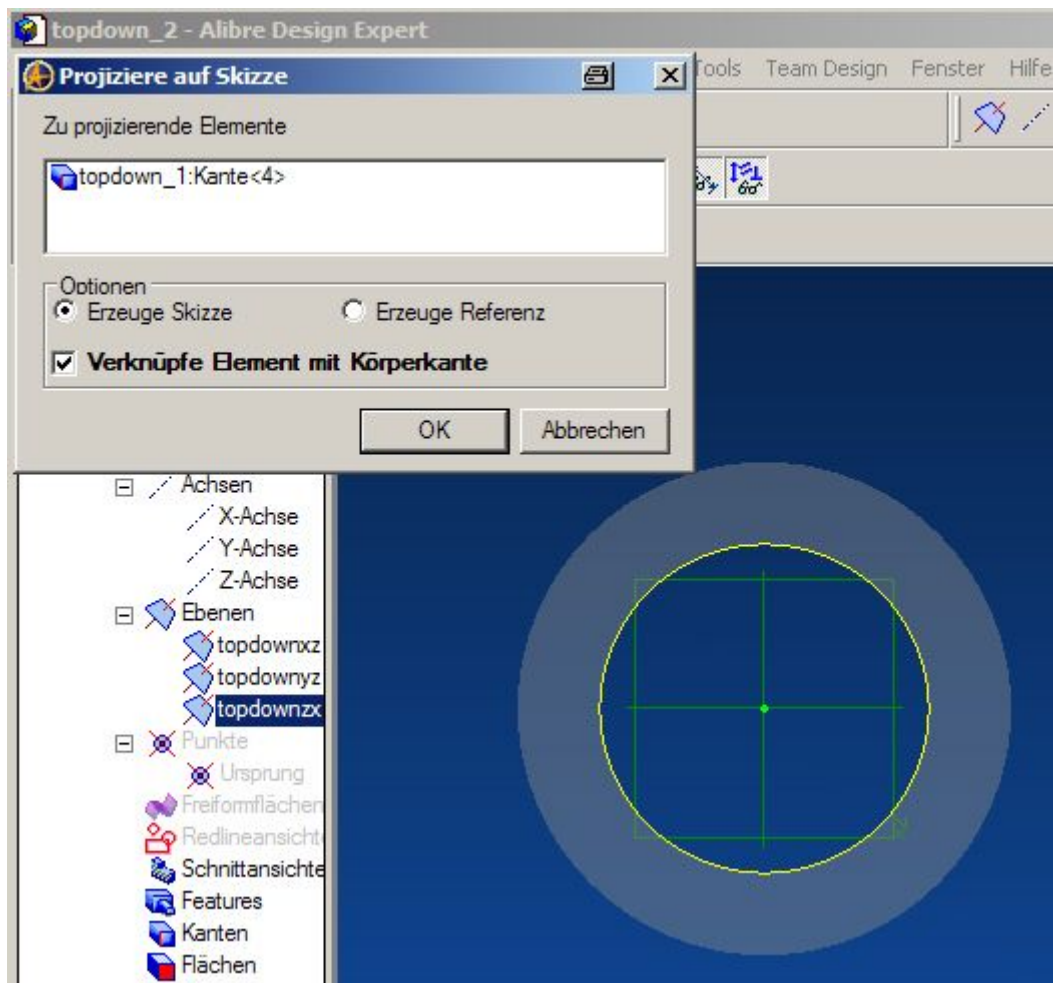 topdown_2 - Alibre Design Expert
Projiziere auf Skizze
Tools Team Design Fenster Hilfe
Zu projizierende Elemente
topdown_1:Kante<4>
Optionen
Erzeuge Skizze Erzeuge Referenz
Verknüpfe Element mit Körperkante
OK Abbrechen
Achsen
X-Achse
Y-Achse
Z-Achse
Ebenen
topdownxz
topdownyz
topdownzx
Punkte
Ursprung
Freiformflächen
Redlineansichte
Schnittansichte
Features
Kanten
Flächen